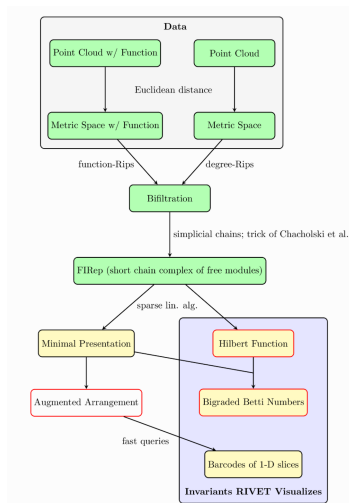 Data
Point Cloud w/ Function
Point Cloud
Euclidean distance
Metric Space w/ Function
Metric Space
function-Rips
degree-Rips
Bifiltration
simplicial chains; trick of Chacholski et al.
FIRep (short chain complex of free modules)
sparse lin. alg.
Minimal Presentation
Hilbert Function
Augmented Arrangement
Bigraded Betti Numbers
fast queries
Barcodes of 1-D slices
Invariants RIVET Visualizes